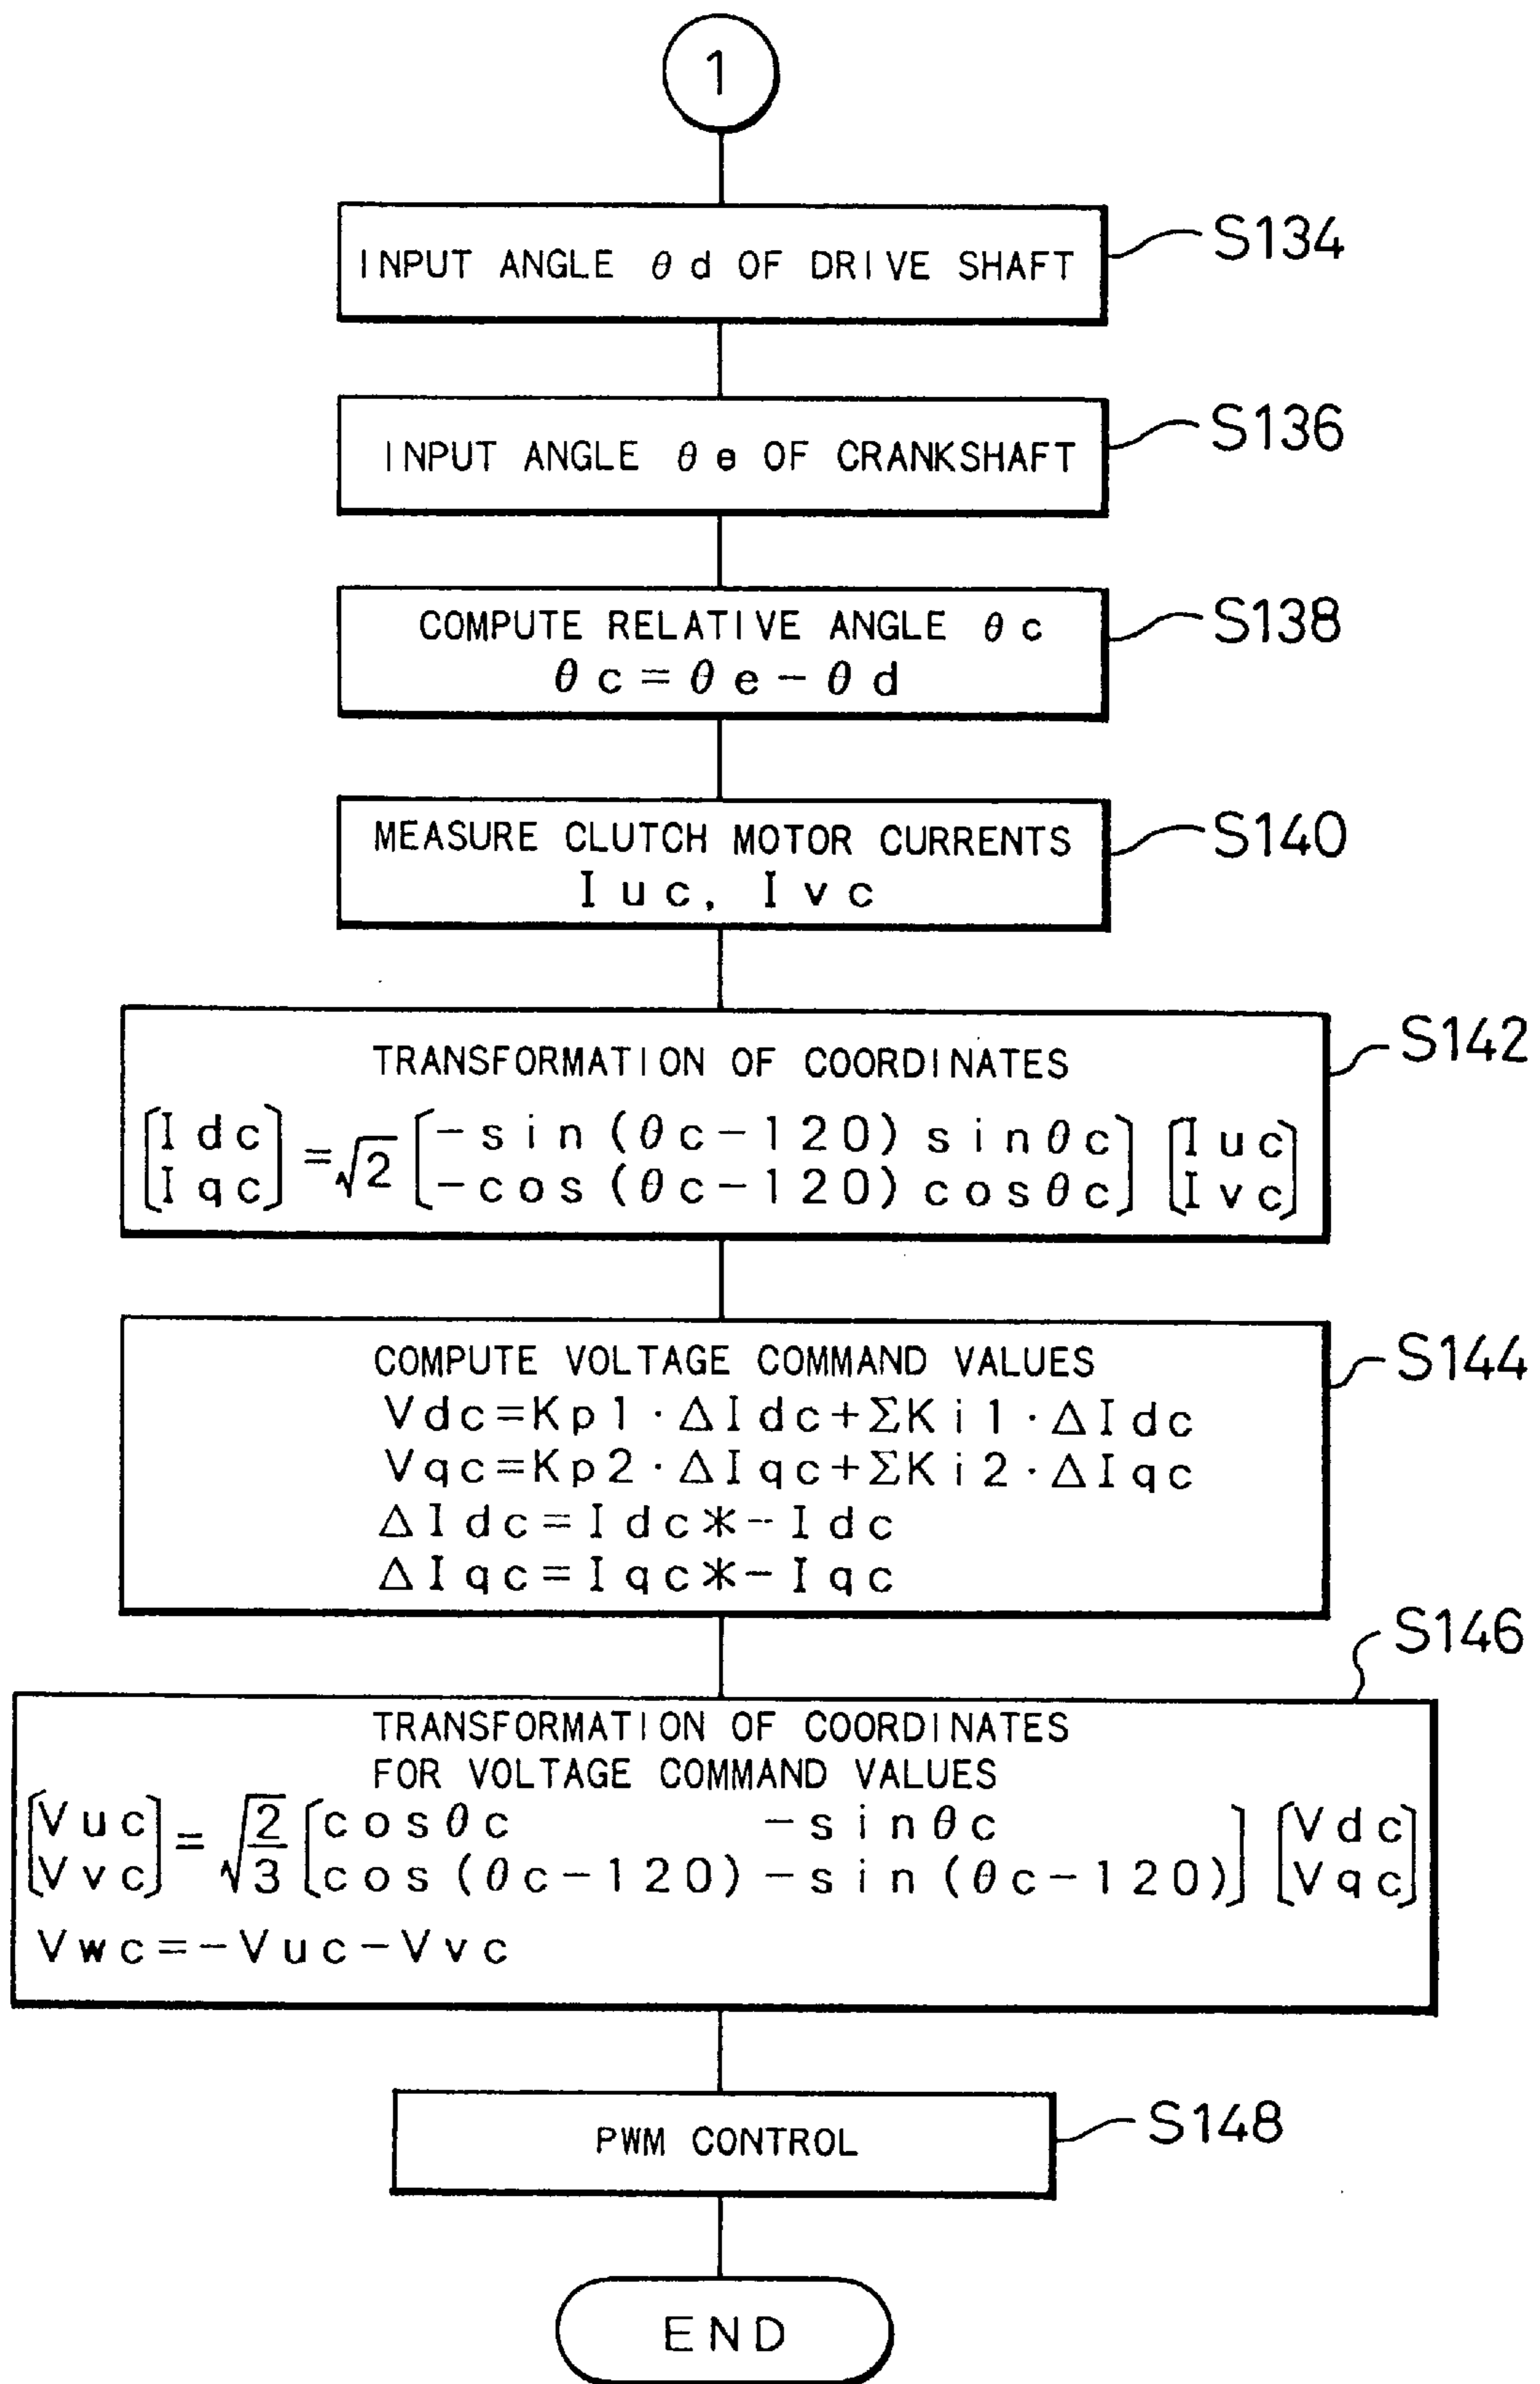 1
INPUT ANGLE θd OF DRIVE SHAFT
S134
INPUT ANGLE θe OF CRANKSHAFT
S136
COMPUTE RELATIVE ANGLE θc
θc=θe-θd
S138
MEASURE CLUTCH MOTOR CURRENTS
Iuc, Ivc
S140
TRANSFORMATION OF COORDINATES
S142
[Idc] =√2 [-sin(θc-120) sinθc] [Iuc]
[Iqc] [-cos(θc-120) cosθc] [Ivc]
COMPUTE VOLTAGE COMMAND VALUES
S144
Vdc=Kp1·ΔIdc+ΣKi1·ΔIdc
Vqc=Kp2·ΔIqc+ΣKi2·ΔIqc
ΔIdc=Idc*-Idc
ΔIqc=Iqc*-Iqc
S146
TRANSFORMATION OF COORDINATES
FOR VOLTAGE COMMAND VALUES
[Vuc] = √2/3 [cosθc -sinθc] [Vdc]
[Vvc] [cos(θc-120) -sin(θc-120)] [Vqc]
Vwc=-Vuc-Vvc
PWM CONTROL
S148
END